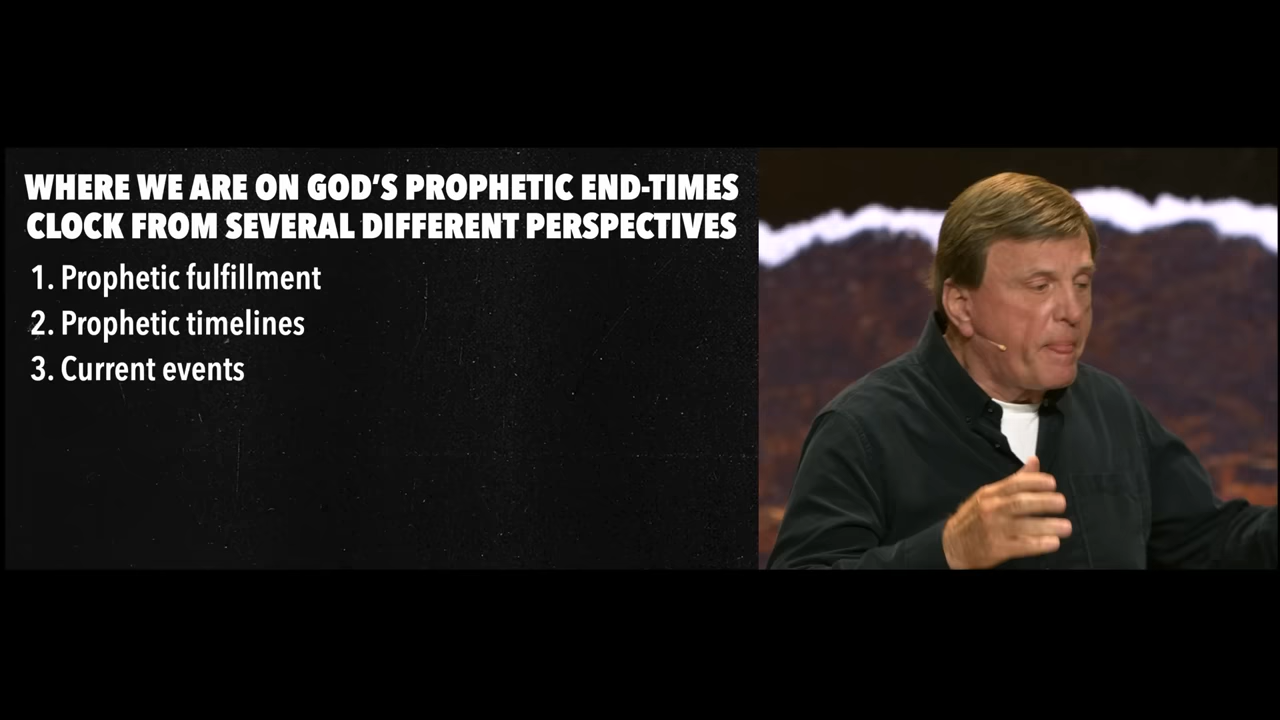 WHERE WE ARE ON GOD'S PROPHETIC END-TIMES
CLOCK FROM SEVERAL DIFFERENT PERSPECTIVES
1. Prophetic fulfillment
2. Prophetic timelines
3. Current events